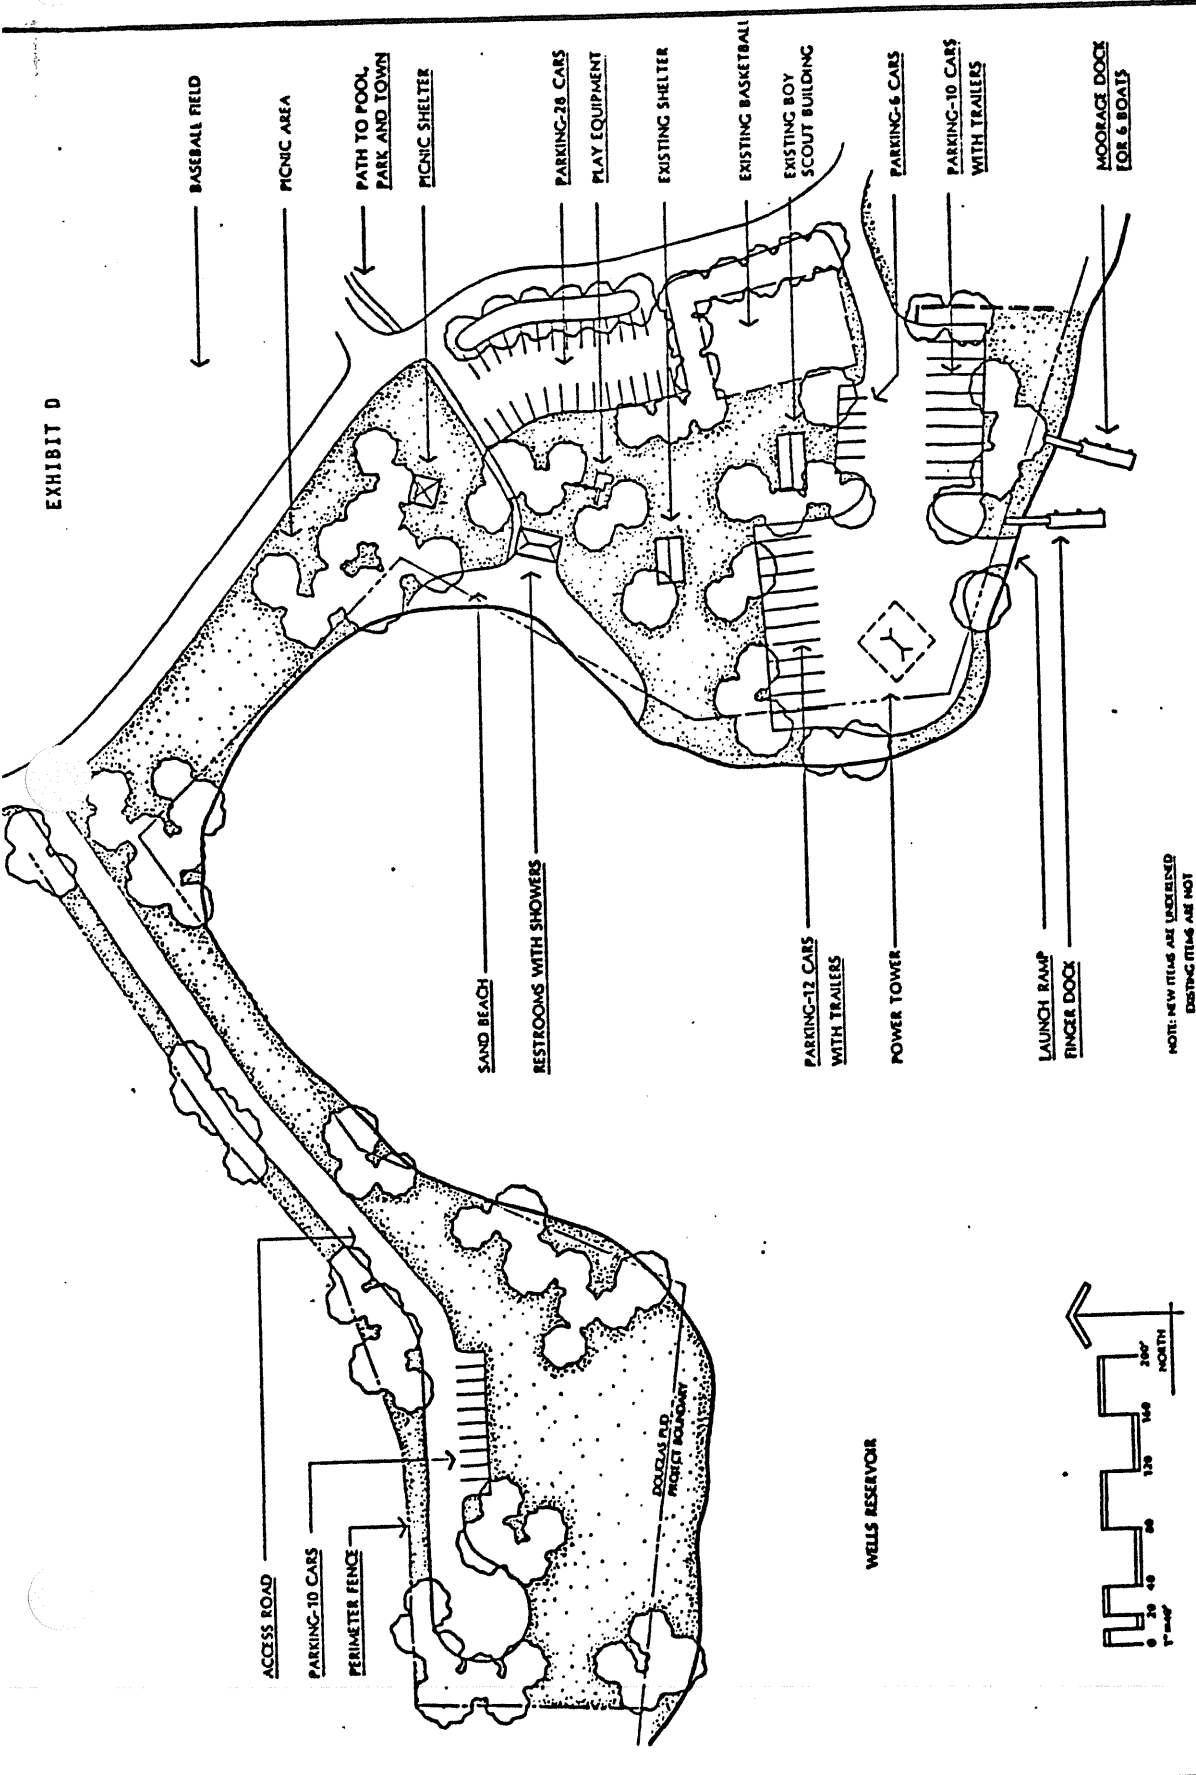 EXHIBIT D
BASEBALL FIELD
PICNIC AREA
PATH TO POOL,
PARK AND TOWN
PICNIC SHELTER
PARKING-28 CARS
PLAY EQUIPMENT
EXISTING SHELTER
EXISTING BASKETBALL
EXISTING BOY
SCOUT BUILDING
PARKING-6 CARS
PARKING-10 CARS
WITH TRAILERS
MOORAGE DOCK
FOR 6 BOATS
SAND BEACH
RESTROOMS WITH SHOWERS
PARKING-12 CARS
WITH TRAILERS
POWER TOWER
LAUNCH RAMP
FINGER DOCK
NOTE: NEW ITEMS ARE UNDERLINED
EXISTING ITEMS ARE NOT
ACCESS ROAD
PARKING-10 CARS
PERIMETER FENCE
DOUGLAS PUD
PROJECT BOUNDARY
WELLS RESERVOIR
0 20 40 80 120 160 200'
1"=40'
NORTH